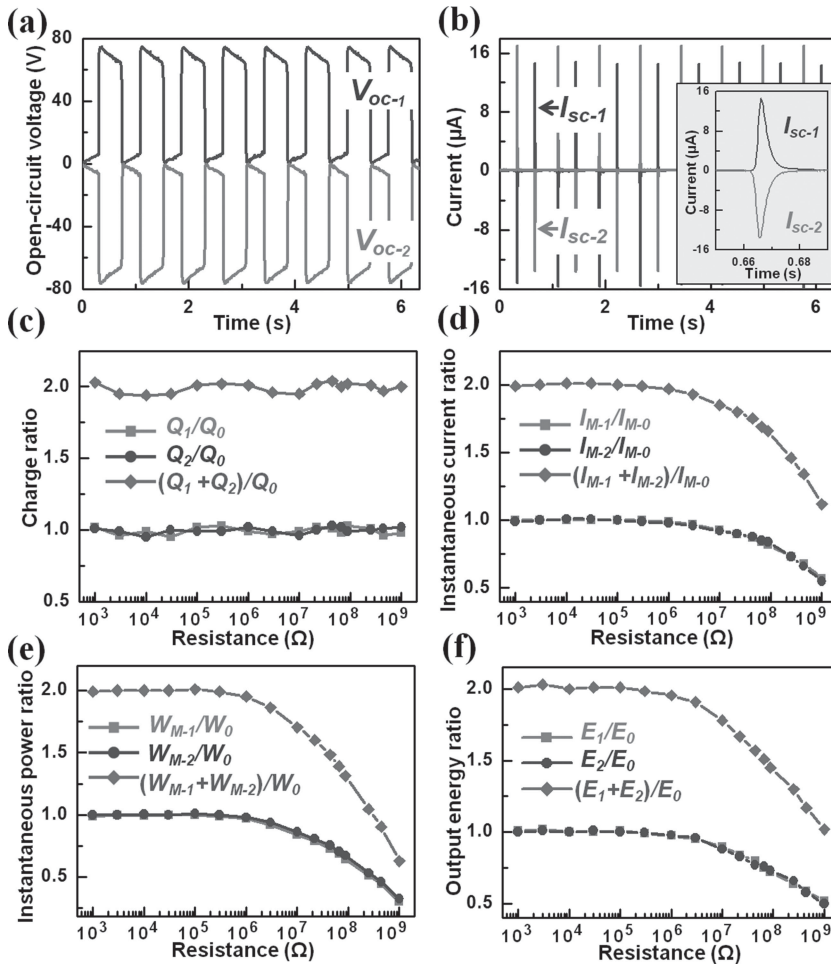 (a)
80
40
0
-40
-80
Open-circuit voltage (V)
V_oc-1
V_oc-2
0 2 4 6
Time (s)
(b)
16
8
0
-8
-16
Current (µA)
I_sc-1
I_sc-2
0 2 4 6
Time (s)
16
8
0
-8
-16
Current (µA)
I_sc-1
I_sc-2
0.66 0.68
Time (s)
(c)
2.0
1.5
1.0
0.5
Charge ratio
Q_1/Q_0
Q_2/Q_0
(Q_1 +Q_2)/Q_0
10^3 10^4 10^5 10^6 10^7 10^8 10^9
Resistance (Ω)
(d)
2.0
1.5
1.0
0.5
Instantaneous current ratio
I_M-1/I_M-0
I_M-2/I_M-0
(I_M-1 +I_M-2)/I_M-0
10^3 10^4 10^5 10^6 10^7 10^8 10^9
Resistance (Ω)
(e)
2.0
1.5
1.0
0.5
Instantaneous power ratio
W_M-1/W_0
W_M-2/W_0
(W_M-1+W_M-2)/W_0
10^3 10^4 10^5 10^6 10^7 10^8 10^9
Resistance (Ω)
(f)
2.0
1.5
1.0
0.5
Output energy ratio
E_1/E_0
E_2/E_0
(E_1+E_2)/E_0
10^3 10^4 10^5 10^6 10^7 10^8 10^9
Resistance (Ω)